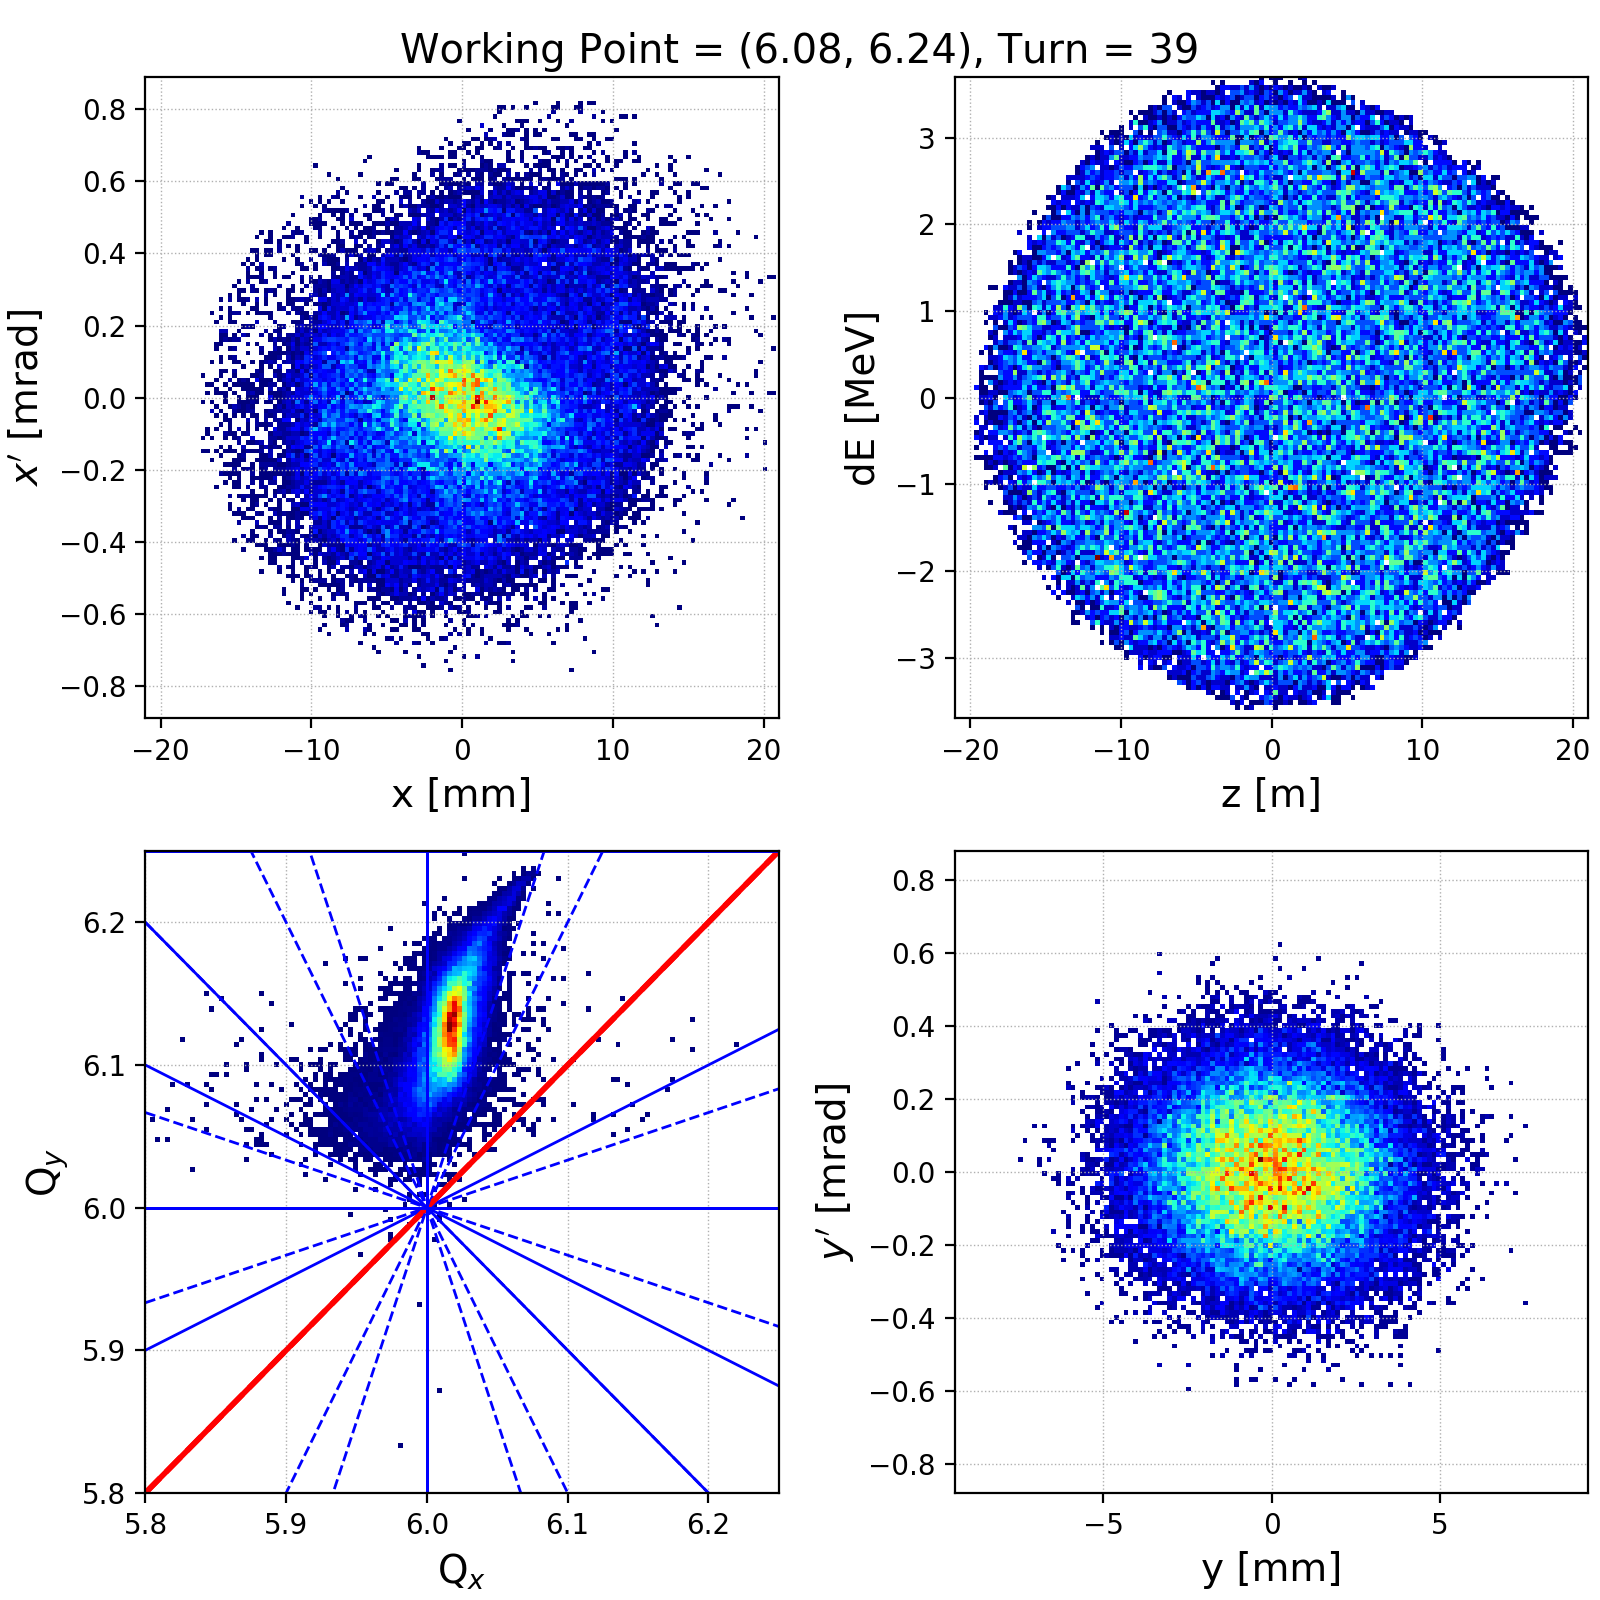 Working Point = (6.08, 6.24), Turn = 39
0.8
0.6
0.4
0.2
0.0
−0.2
−0.4
−0.6
−0.8
x′ [mrad]
−20 −10 0 10 20
x [mm]
3
2
1
0
−1
−2
−3
dE [MeV]
−20 −10 0 10 20
z [m]
6.2
6.1
6.0
5.9
5.8
Qy
5.8 5.9 6.0 6.1 6.2
Qx
0.8
0.6
0.4
0.2
0.0
−0.2
−0.4
−0.6
−0.8
y′ [mrad]
−5 0 5
y [mm]